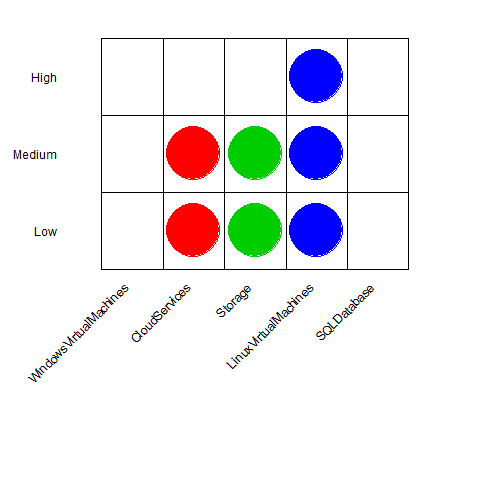 High
Medium
Low
WindowsVirtualMachines
CloudServices
Storage
LinuxVirtualMachines
SQLDatabase